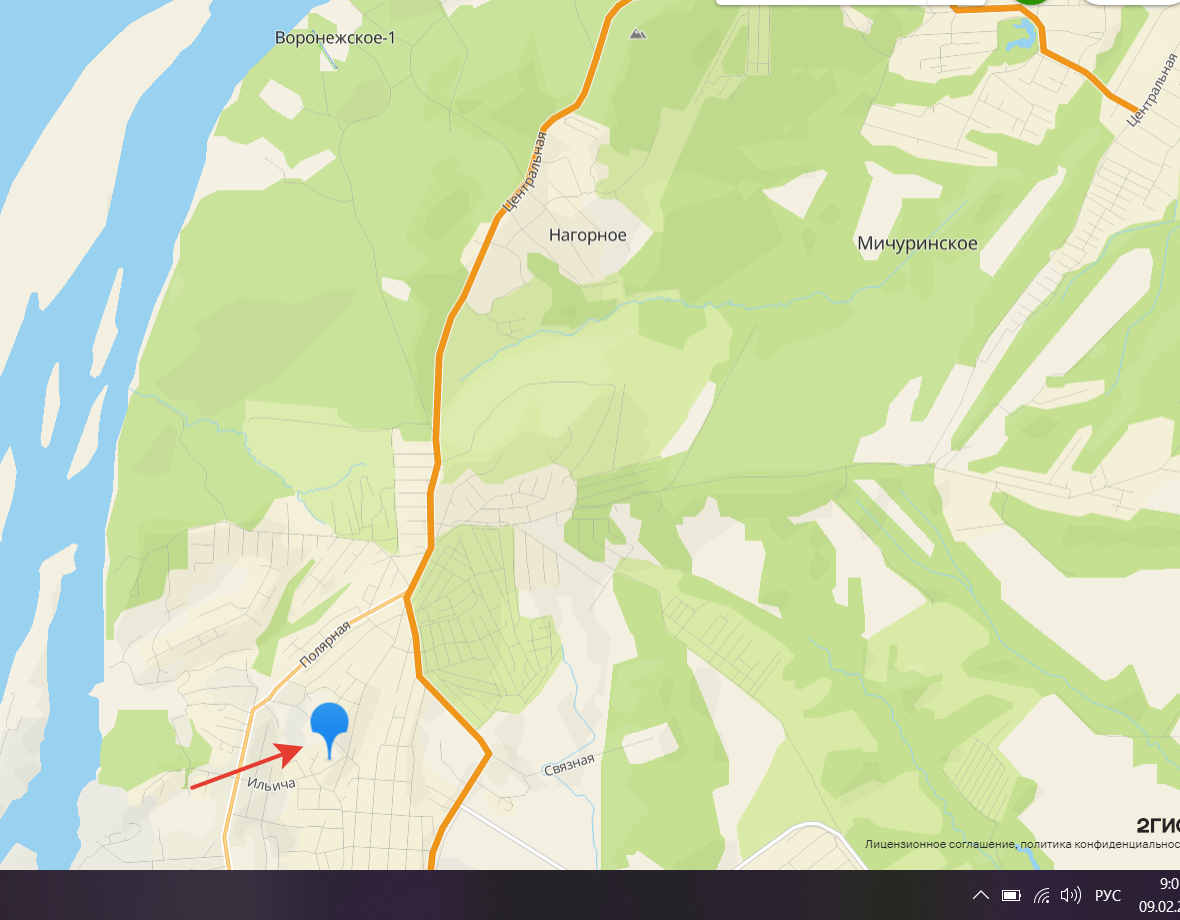 Воронежское-1
Центральная
Центральная
Нагорное
Мичуринское
Полярная
Ильича
Связная
2ГИС
Лицензионное соглашение, политика конфиденциальнос
РУС
9:0
09.02.2